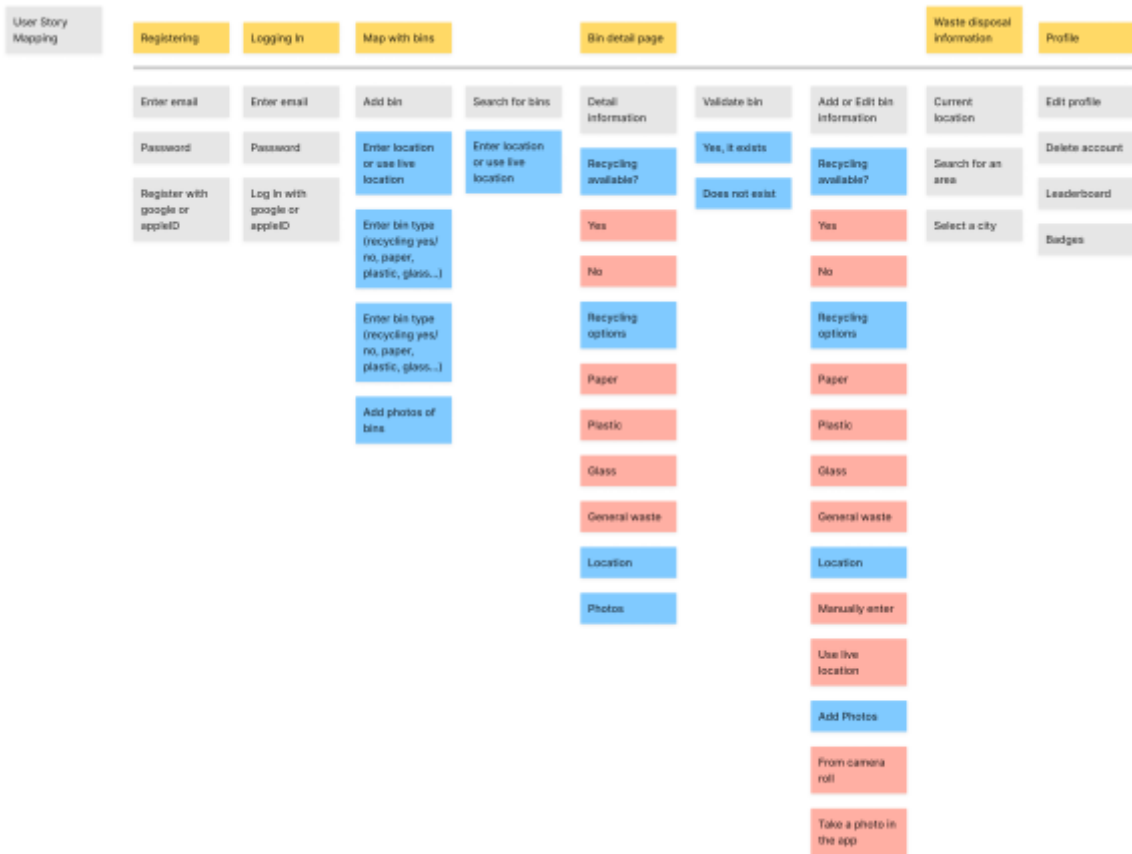 User Story
Mapping
Registering
Logging In
Map with bins
Bin detail page
Waste disposal
information
Profile
Enter email
Password
Register with
google or
appleID
Enter email
Password
Log In with
google or
appleID
Add bin
Enter location
or use live
location
Enter bin type
(recycling yes/
no, paper,
plastic, glass...)
Enter bin type
(recycling yes/
no, paper,
plastic, glass...)
Add photos of
bins
Search for bins
Enter location
or use live
location
Detail
information
Recycling
available?
Yes
No
Recycling
options
Paper
Plastic
Glass
General waste
Location
Photos
Validate bin
Yes, it exists
Does not exist
Add or Edit bin
information
Recycling
available?
Yes
No
Recycling
options
Paper
Plastic
Glass
General waste
Location
Manually enter
Use live
location
Add Photos
From camera
roll
Take a photo in
the app
Current
location
Search for an
area
Select a city
Edit profile
Delete account
Leaderboard
Badges